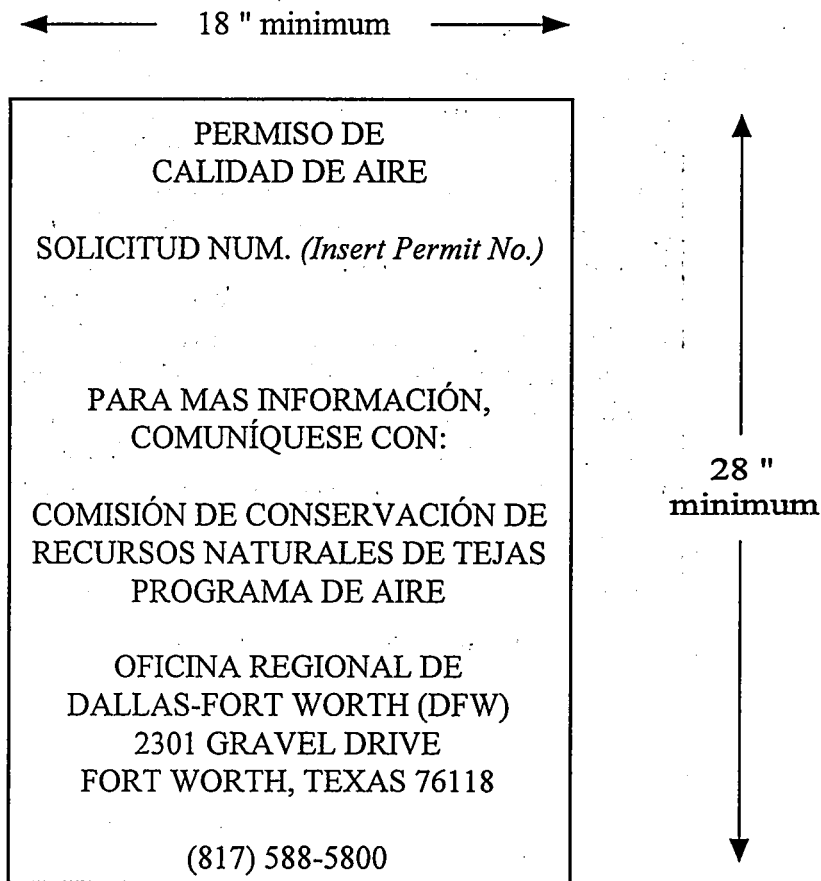 18 " minimum
PERMISO DE
CALIDAD DE AIRE
SOLICITUD NUM. (Insert Permit No.)
PARA MAS INFORMACIÓN,
COMUNÍQUESE CON:
COMISIÓN DE CONSERVACIÓN DE
RECURSOS NATURALES DE TEJAS
PROGRAMA DE AIRE
OFICINA REGIONAL DE
DALLAS-FORT WORTH (DFW)
2301 GRAVEL DRIVE
FORT WORTH, TEXAS 76118
(817) 588-5800
28 "
minimum